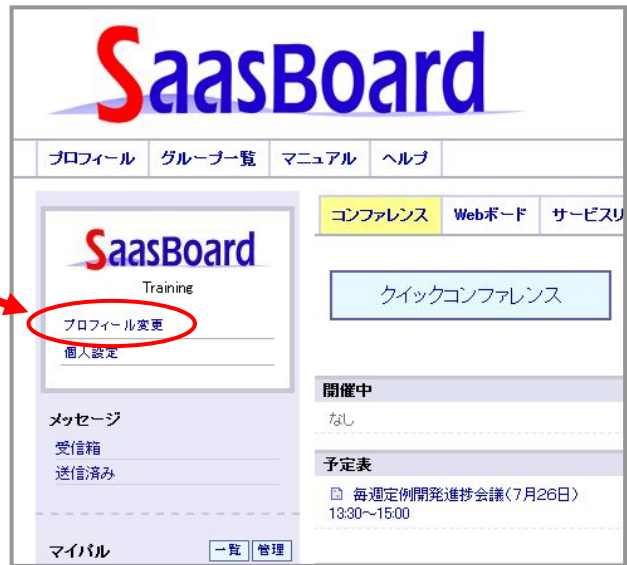 SaasBoard
プロフィール グループ一覧 マニュアル ヘルプ
SaasBoard
Training
プロフィール変更
個人設定
メッセージ
受信箱
送信済み
マイパル 一覧 管理
コンファレンス Webボード サービスリ
クイックコンファレンス
開催中
なし
予定表
毎週定例開発進捗会議(7月26日)
13:30～15:00